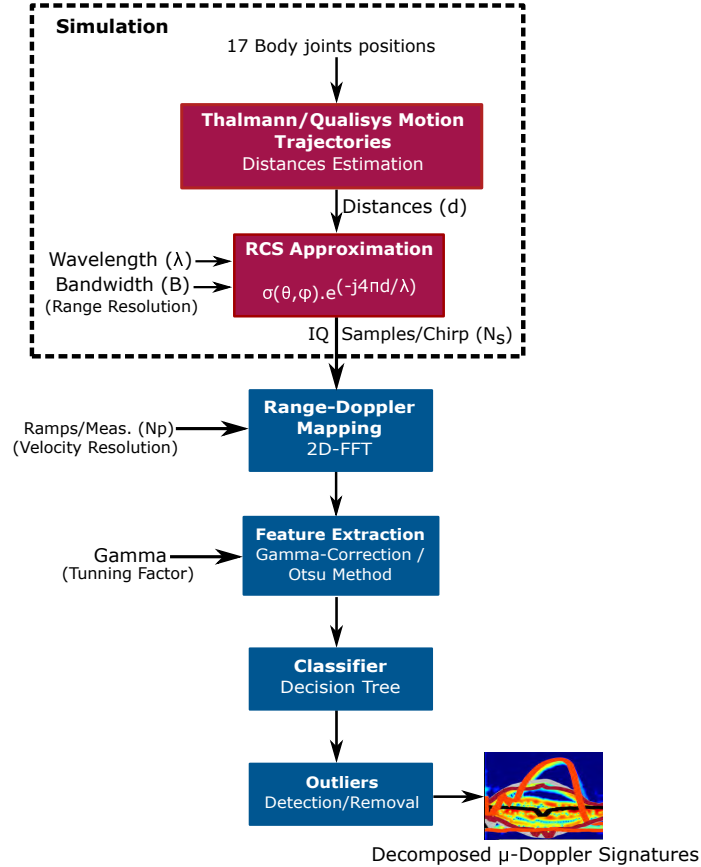 Simulation
17 Body joints positions
Thalmann/Qualisys Motion
Trajectories
Distances Estimation
Distances (d)
Wavelength (λ)
Bandwidth (B)
(Range Resolution)
RCS Approximation
σ(θ,φ).e(-j4πd/λ)
IQ Samples/Chirp (Ns)
Ramps/Meas. (Np)
(Velocity Resolution)
Range-Doppler
Mapping
2D-FFT
Gamma
(Tunning Factor)
Feature Extraction
Gamma-Correction /
Otsu Method
Classifier
Decision Tree
Outliers
Detection/Removal
Decomposed μ-Doppler Signatures